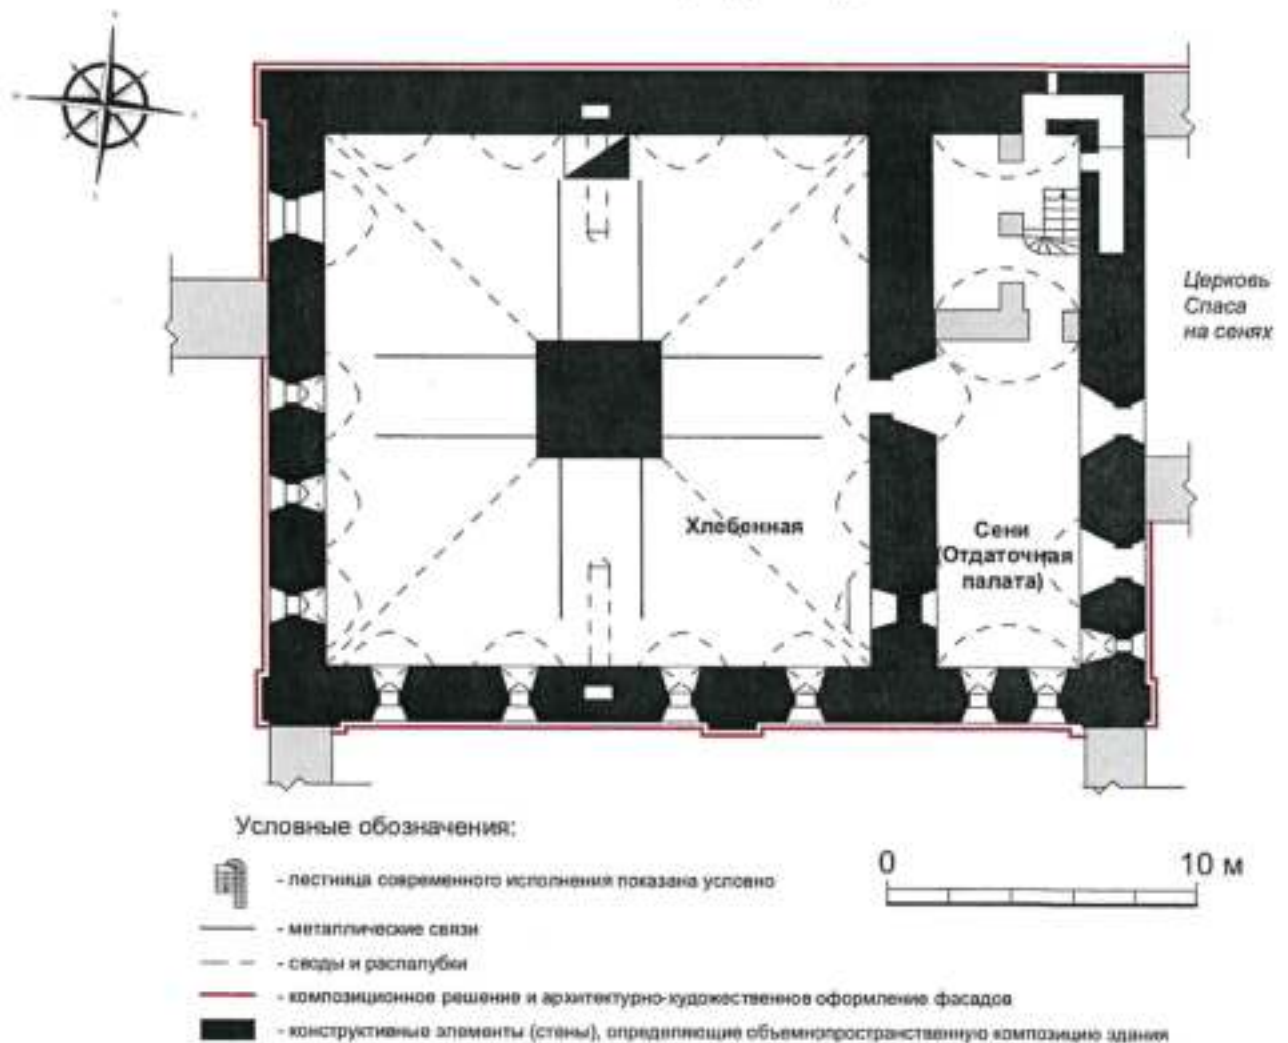 Церковь
Спаса
на сенях
Хлебенная
Сени
(Отдаточная
палата)
Условные обозначения:
0 10 м
- лестница современного исполнения показана условно
- металлические связи
- своды и распалубки
- композиционное решение и архитектурно-художественное оформление фасадов
- конструктивные элементы (стены), определяющие объемнопространственную композицию здания